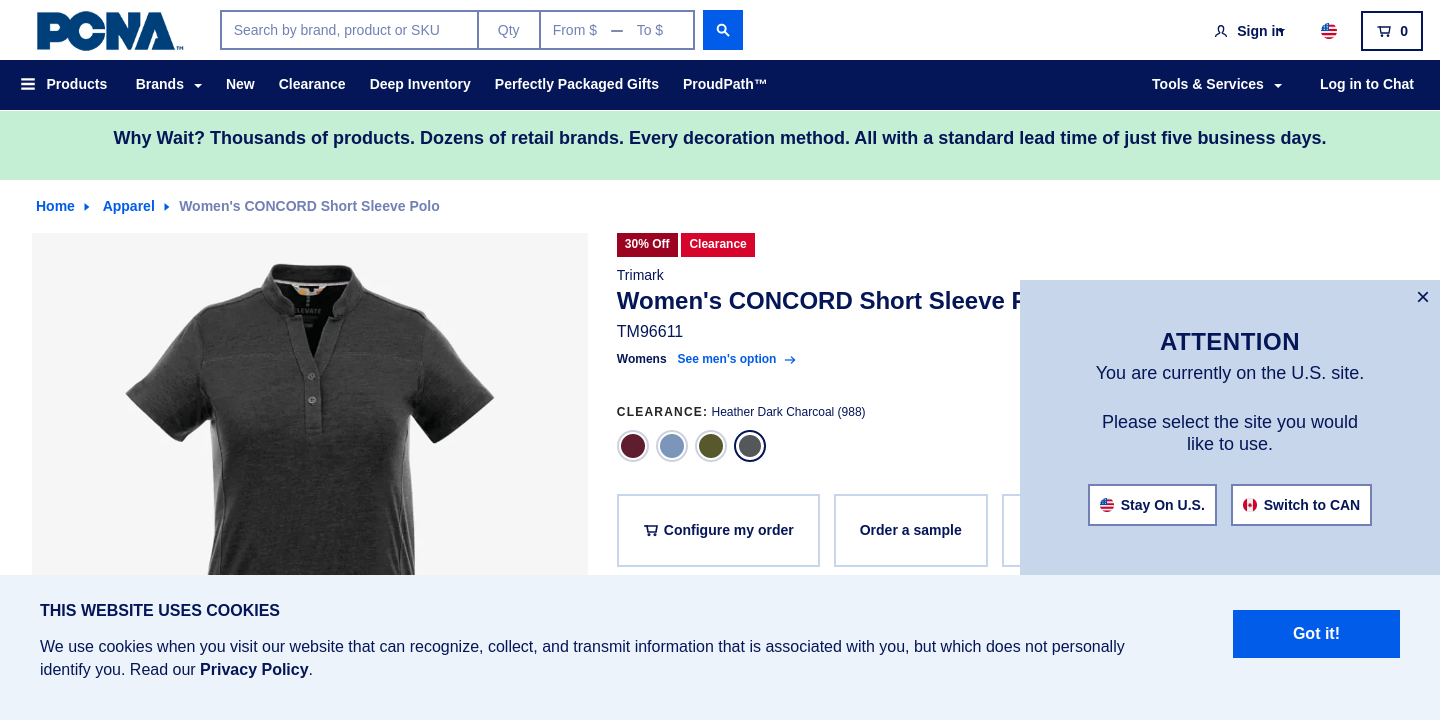 PCNA™
Search by brand, product or SKU
Qty
From $ — To $
Sign in
0
Products
Brands
New
Clearance
Deep Inventory
Perfectly Packaged Gifts
ProudPath™
Tools & Services
Log in to Chat
Why Wait? Thousands of products. Dozens of retail brands. Every decoration method. All with a standard lead time of just five business days.
Home
Apparel
Women's CONCORD Short Sleeve Polo
30% Off
Clearance
Trimark
Women's CONCORD Short Sleeve
TM96611
Womens
See men's option
CLEARANCE: Heather Dark Charcoal (988)
Configure my order
Order a sample
×
ATTENTION
You are currently on the U.S. site.
Please select the site you would
like to use.
Stay On U.S.
Switch to CAN
THIS WEBSITE USES COOKIES
We use cookies when you visit our website that can recognize, collect, and transmit information that is associated with you, but which does not personally
identify you. Read our Privacy Policy.
Got it!